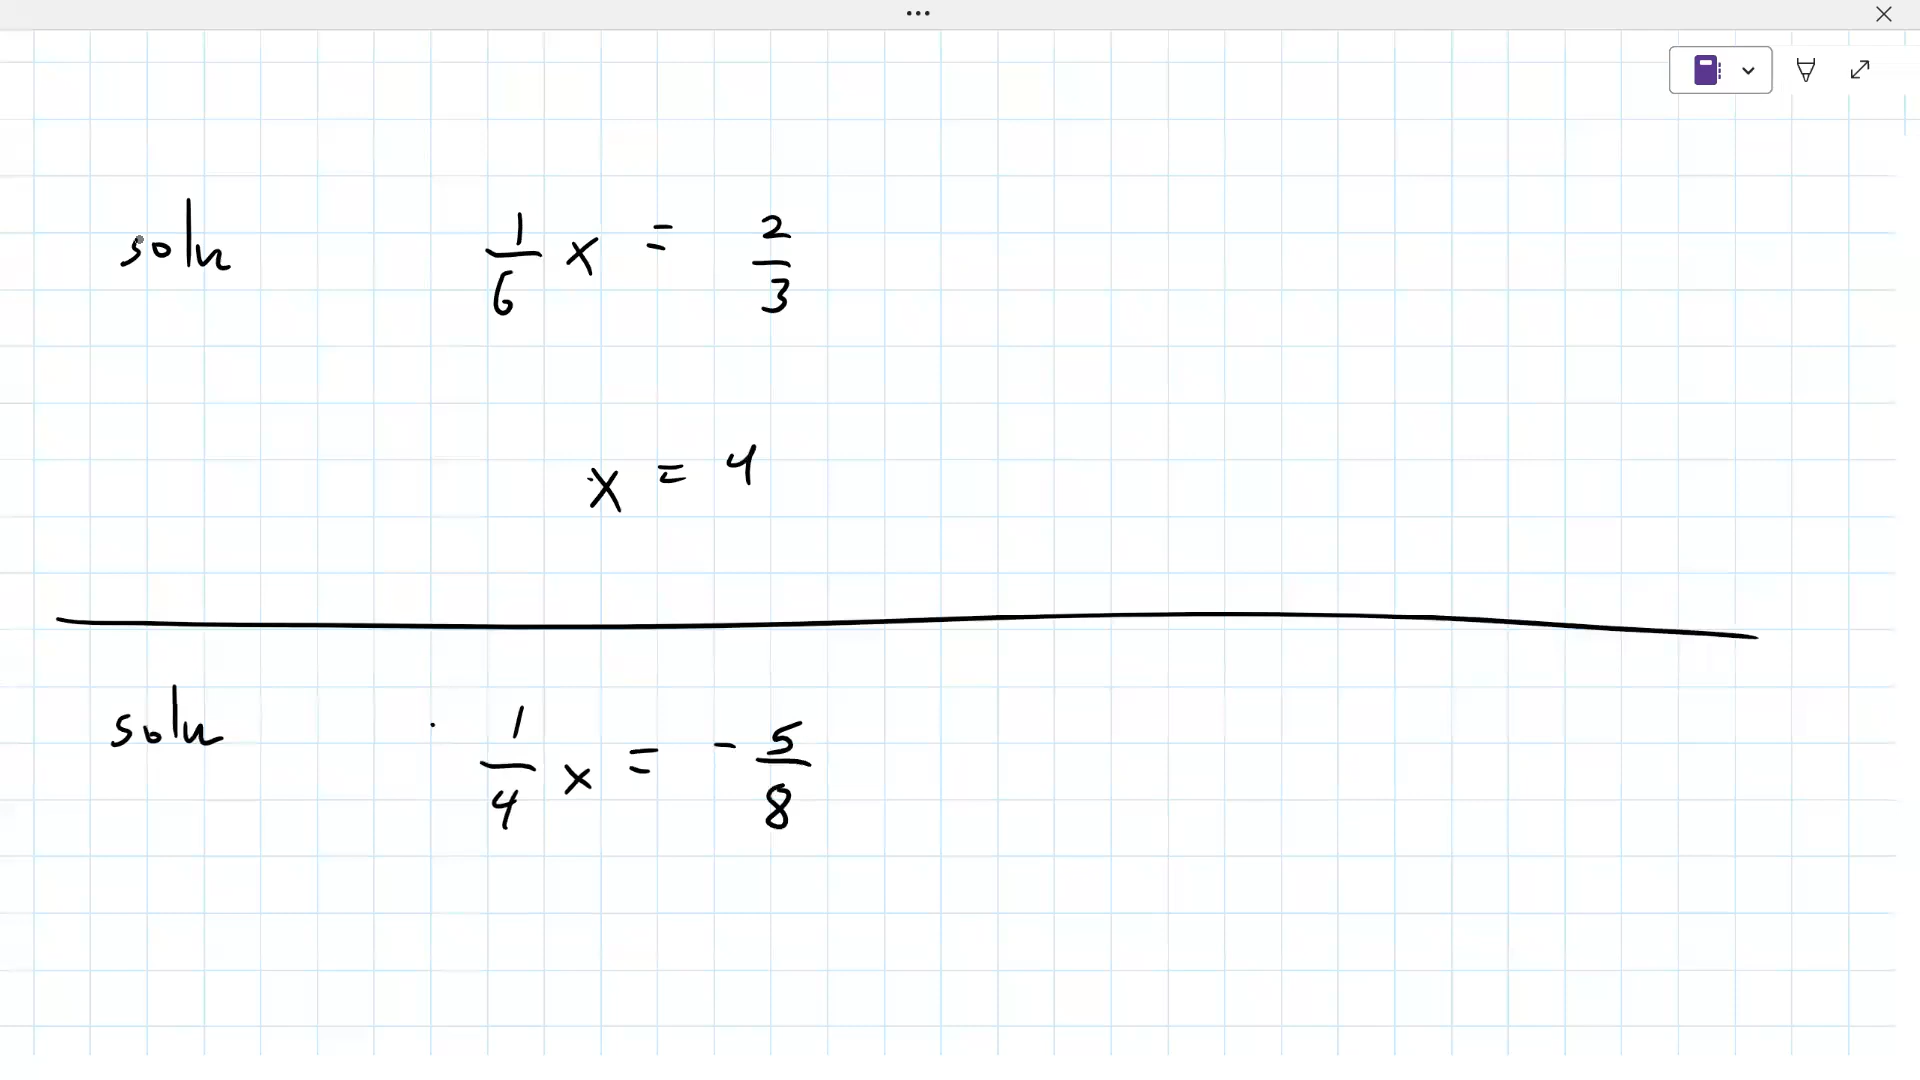 soln 1/6 x = 2/3
x = 4
soln 1/4 x = - 5/8